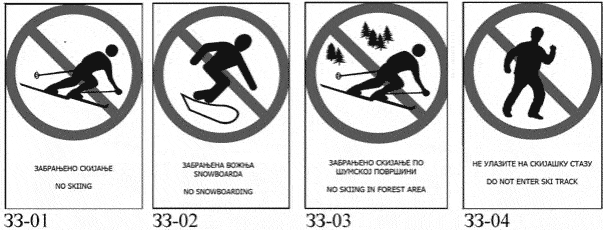 ЗАБРАЊЕНО СКИЈАЊЕ
NO SKIING
33-01
ЗАБРАЊЕНА ВОЖЊА
SNOWBOARDA
NO SNOWBOARDING
33-02
ЗАБРАЊЕНО СКИЈАЊЕ ПО
ШУМСКОЈ ПОВРШИНИ
NO SKIING IN FOREST AREA
33-03
НЕ УЛАЗИТЕ НА СКИЈАШКУ СТАЗУ
DO NOT ENTER SKI TRACK
33-04